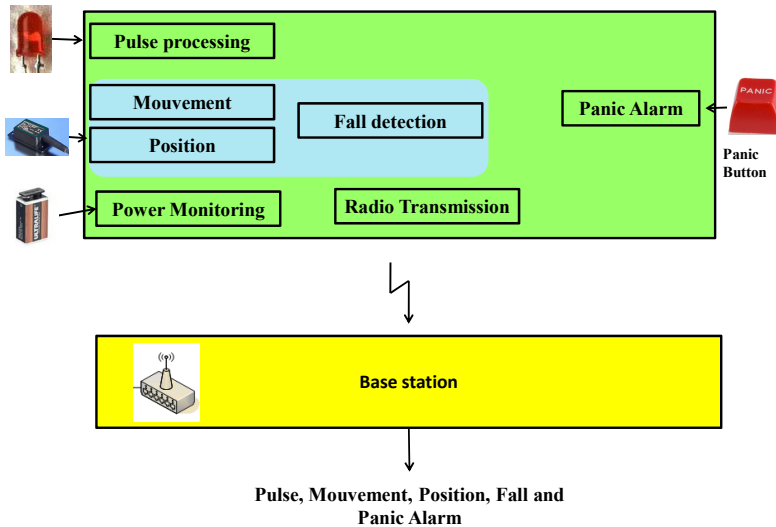 Pulse processing
Mouvement
Fall detection
Position
Panic Alarm
PANIC
Panic
Button
Power Monitoring
Radio Transmission
ULTRALIFE
Base station
Pulse, Mouvement, Position, Fall and
Panic Alarm